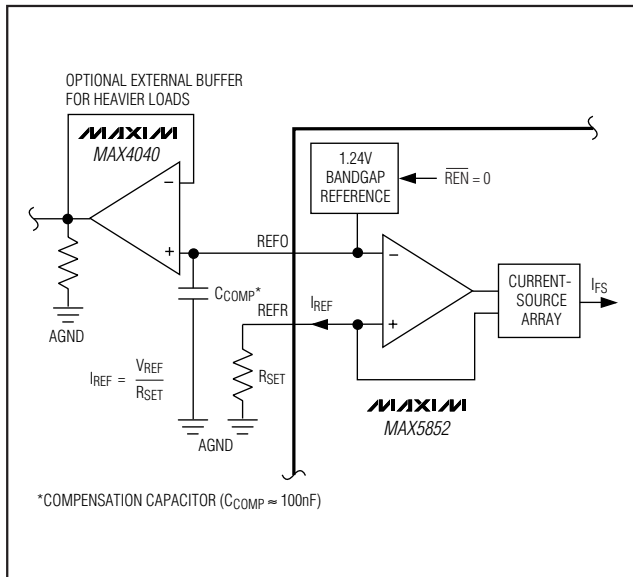 OPTIONAL EXTERNAL BUFFER
FOR HEAVIER LOADS
MAXIM
MAX4040
1.24V
BANDGAP
REFERENCE
REN = 0
−
+
REFO
−
+
CCOMP*
REFR
IREF
CURRENT-
SOURCE
ARRAY
IFS
AGND
IREF = VREF
RSET
RSET
AGND
MAXIM
MAX5852
*COMPENSATION CAPACITOR (CCOMP ≈ 100nF)